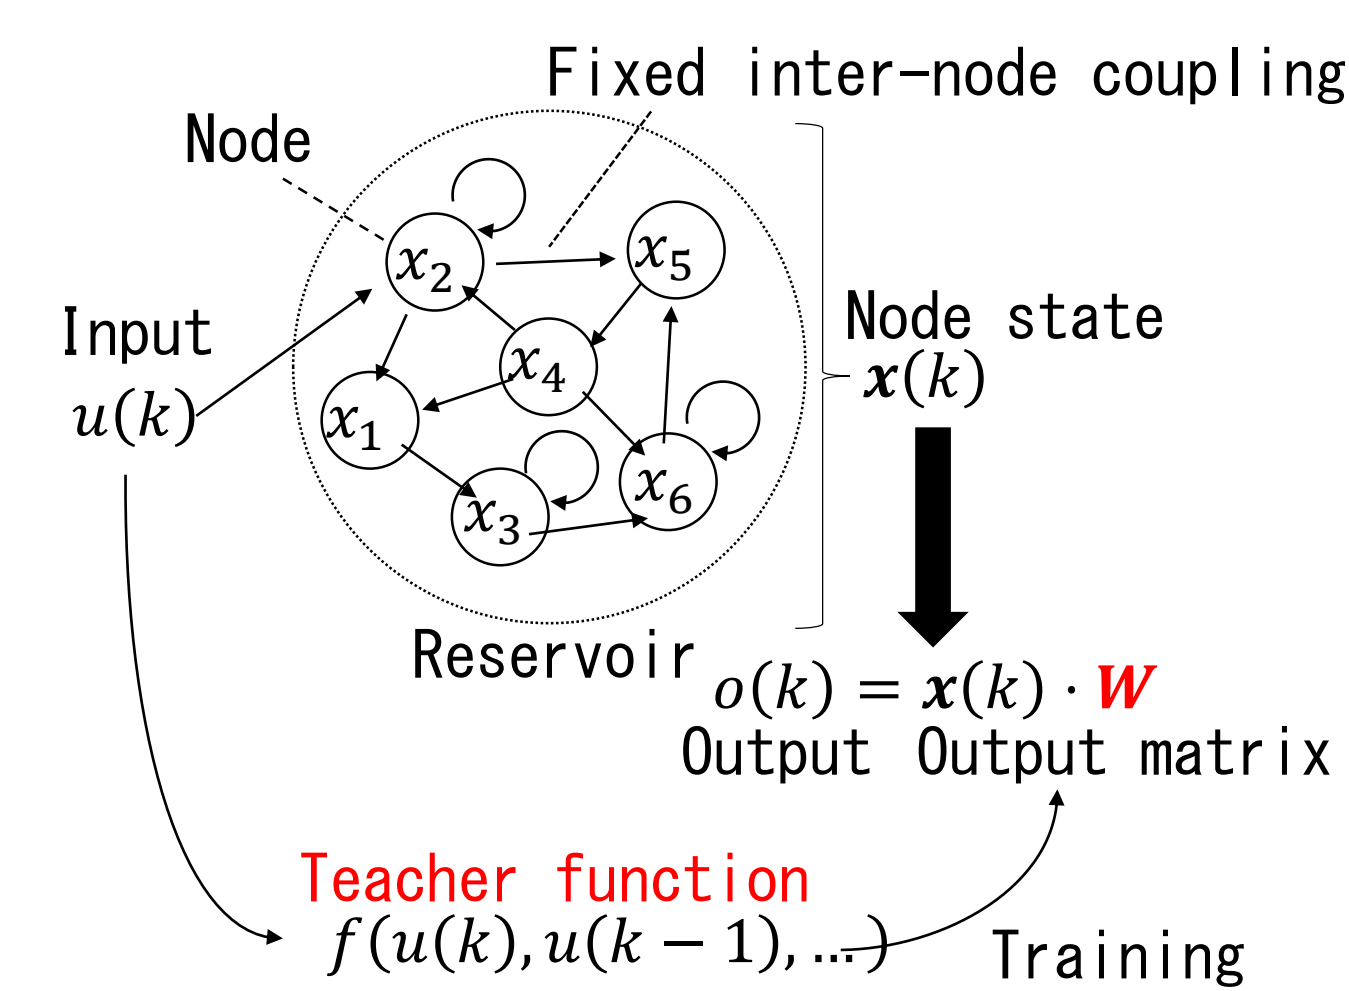 Fixed inter-node coupling
Node
x₂
x₅
Input
u(k)
Node state
𝒙(k)
x₄
x₁
x₆
x₃
Reservoir
o(k) = 𝒙(k) · 𝑾
Output Output matrix
Teacher function
f(u(k), u(k − 1), … )
Training